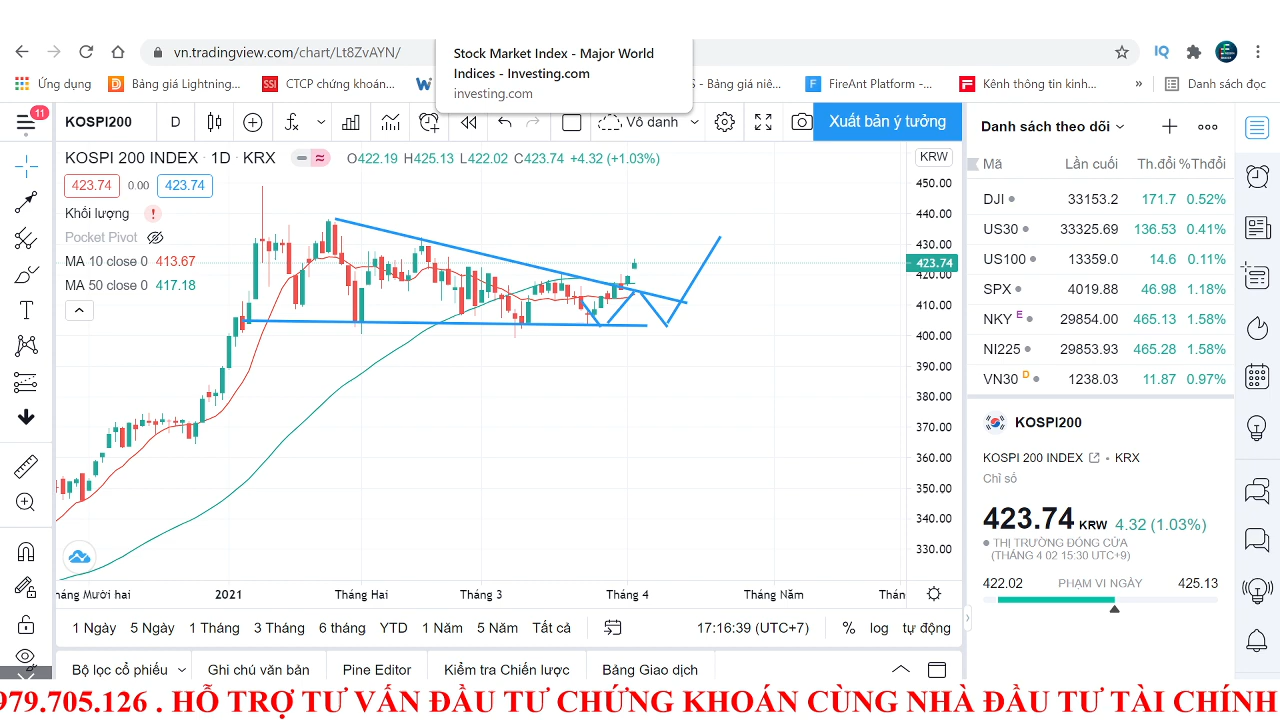 vn.tradingview.com/chart/Lt8ZvAYN/
IQ
Stock Market Index - Major World
Indices - Investing.com
investing.com
Ứng dụng
Bảng giá Lightning...
SSI
CTCP chứng khoán...
S - Bảng giá niê...
FireAnt Platform -...
Kênh thông tin kinh...
»
Danh sách đọc
11
KOSPI200
D
Vô danh
Xuất bản ý tưởng
KOSPI 200 INDEX · 1D · KRX
O422.19 H425.13 L422.02 C423.74 +4.32 (+1.03%)
423.74 0.00 423.74
Khối lượng !
Pocket Pivot
MA 10 close 0 413.67
MA 50 close 0 417.18
KRW
450.00
440.00
430.00
423.74
420.00
410.00
400.00
390.00
380.00
370.00
360.00
350.00
340.00
330.00
háng Mười hai
2021
Tháng Hai
Tháng 3
Tháng 4
Tháng Năm
Thán
1 Ngày 5 Ngày 1 Tháng 3 Tháng 6 tháng YTD 1 Năm 5 Năm Tất cả
17:16:39 (UTC+7)
% log tự động
Bộ lọc cổ phiếu
Ghi chú văn bản
Pine Editor
Kiểm tra Chiến lược
Bảng Giao dịch
Danh sách theo dõi
Mã Lần cuối Th.đổi %Thđổi
DJI 33153.2 171.7 0.52%
US30 33325.69 136.53 0.41%
US100 13359.0 14.6 0.11%
SPX 4019.88 46.98 1.18%
NKY E 29854.00 465.13 1.58%
NI225 29853.93 465.28 1.58%
VN30 D 1238.03 11.87 0.97%
KOSPI200
KOSPI 200 INDEX • KRX
Chỉ số
423.74 KRW 4.32 (1.03%)
THỊ TRƯỜNG ĐÓNG CỬA
(THÁNG 4 02 15:30 UTC+9)
422.02 PHẠM VI NGÀY 425.13
979.705.126 . HỖ TRỢ TƯ VẤN ĐẦU TƯ CHỨNG KHOÁN CÙNG NHÀ ĐẦU TƯ TÀI CHÍNH